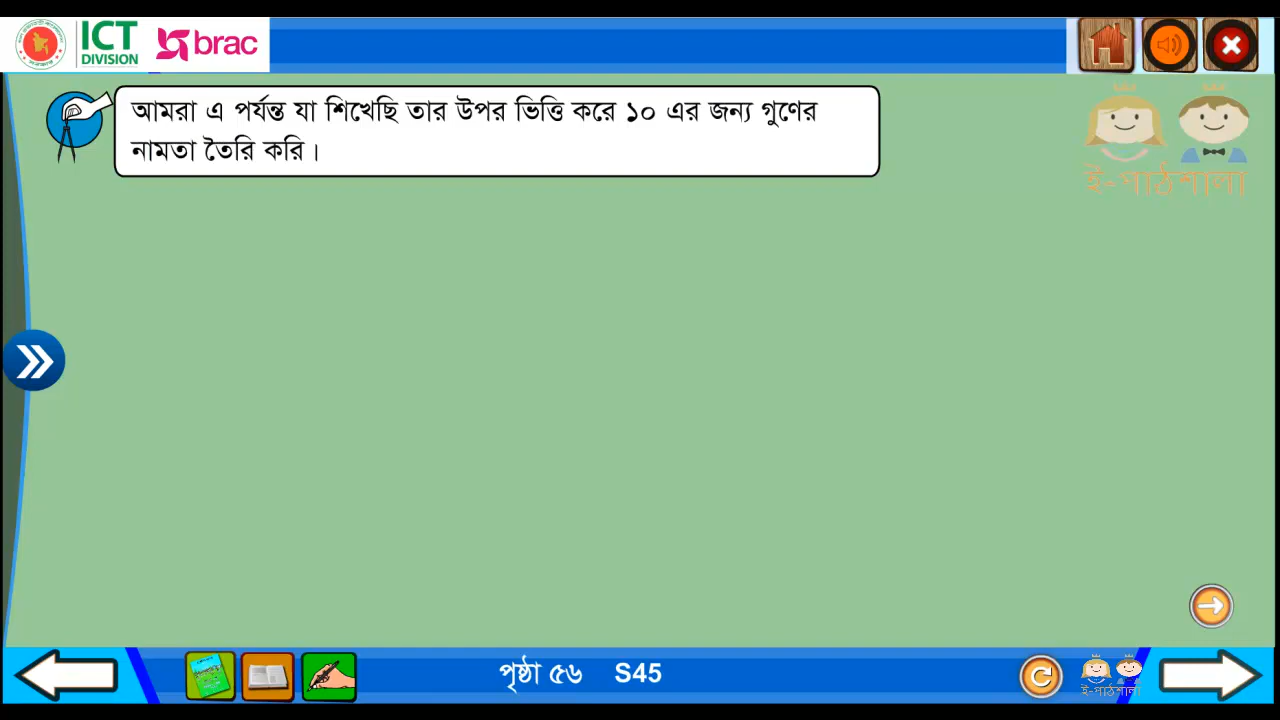 ICT
DIVISION
brac
আমরা এ পর্যন্ত যা শিখেছি তার উপর ভিত্তি করে ১০ এর জন্য গুণের
নামতা তৈরি করি।
ই-পাঠশালা
পৃষ্ঠা ৫৬ S45
ই-পাঠশালা